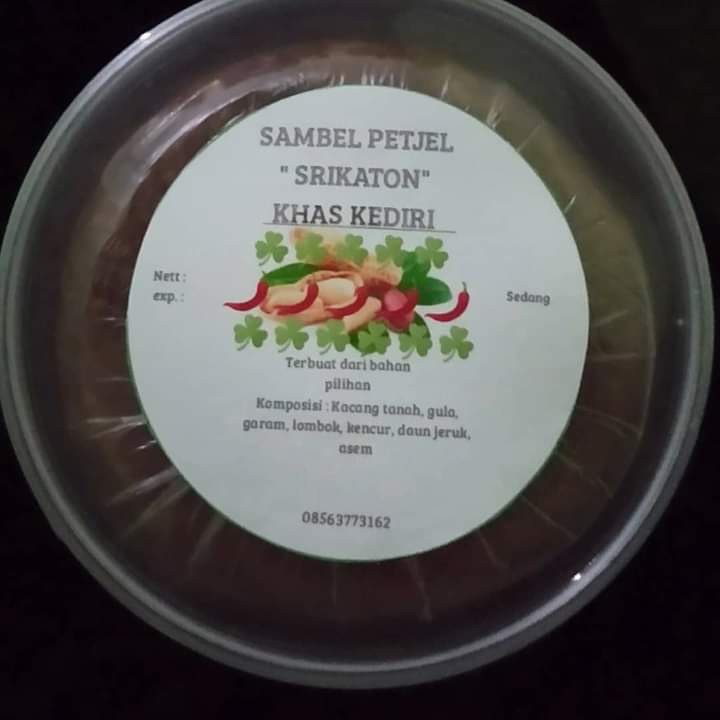 SAMBEL PETJEL
" SRIKATON"
KHAS KEDIRI
Nett :
exp. :
Sedang
Terbuat dari bahan
pilihan
Komposisi : Kacang tanah, gula,
garam, lombok, kencur, daun jeruk,
asem
08563773162